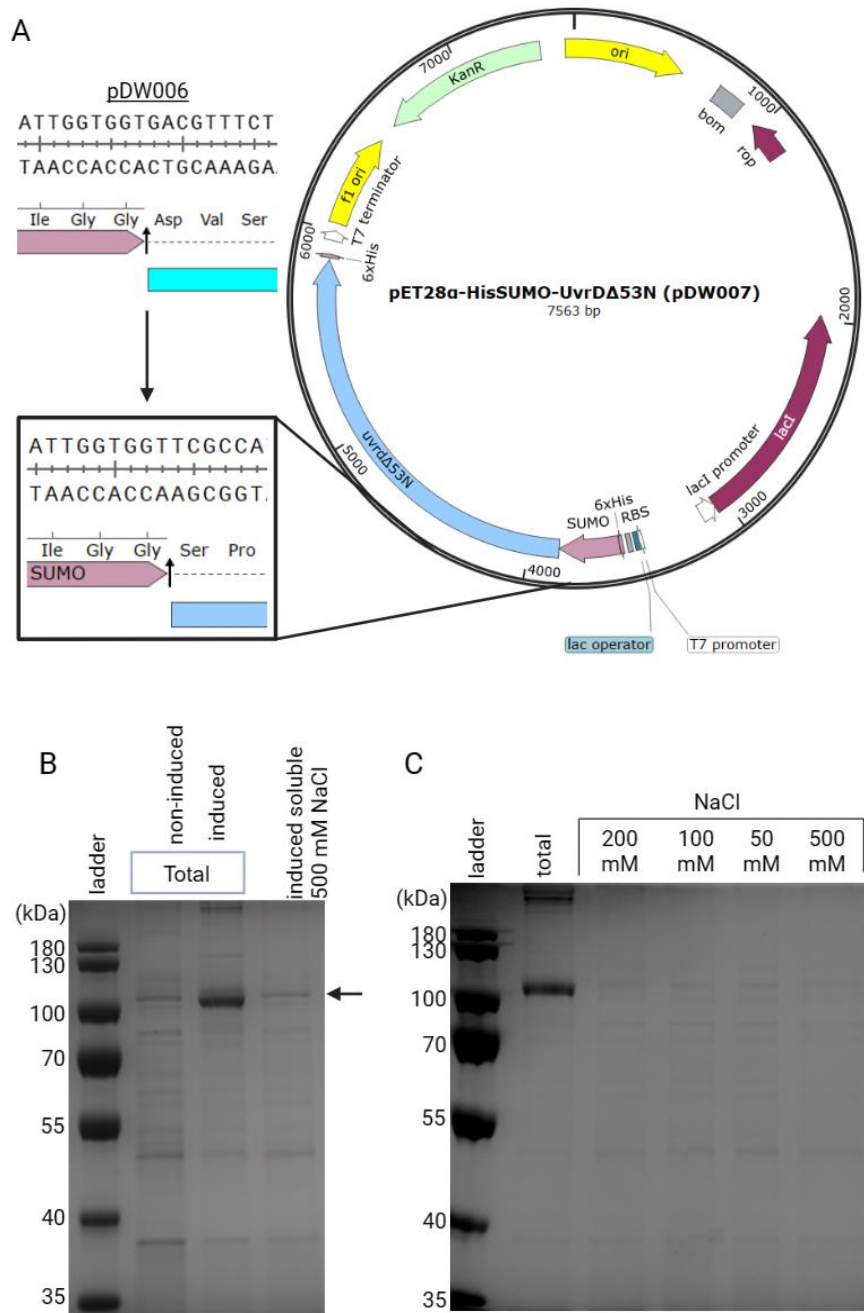 A
pDW006
ATTGGTGGTGACGTTTCT
TAACCACCACTGCAAAGA
Ile Gly Gly Asp Val Ser
ATTGGTGGTTCGCCA
TAACCACCAAGCGGT
Ile Gly Gly Ser Pro
SUMO
pET28α-HisSUMO-UvrDΔ53N (pDW007)
7563 bp
ori
1000
bom
rop
2000
lacI
lacI promoter
3000
T7 promoter
lac operator
RBS
6xHis
SUMO
4000
uvrdΔ53N
5000
6xHis
6000
T7 terminator
f1 ori
KanR
7000
B
ladder
non-induced
induced
Total
induced soluble
500 mM NaCl
(kDa)
180
130
100
70
55
40
35
C
ladder
total
NaCl
200 mM
100 mM
50 mM
500 mM
(kDa)
180
130
100
70
55
40
35